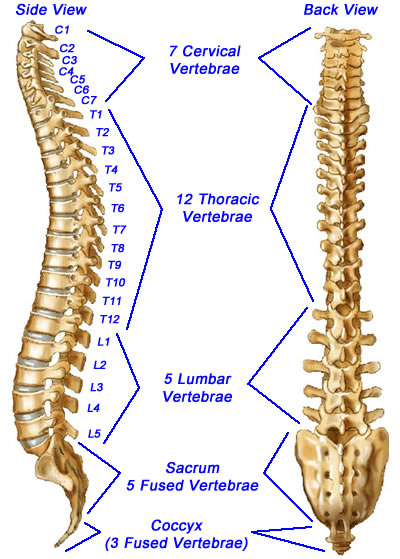 Side View
Back View
C1
C2
C3
C4
C5
C6
C7
7 Cervical
Vertebrae
T1
T2
T3
T4
T5
T6
T7
T8
T9
T10
T11
T12
12 Thoracic
Vertebrae
L1
L2
L3
L4
L5
5 Lumbar
Vertebrae
Sacrum
5 Fused Vertebrae
Coccyx
(3 Fused Vertebrae)